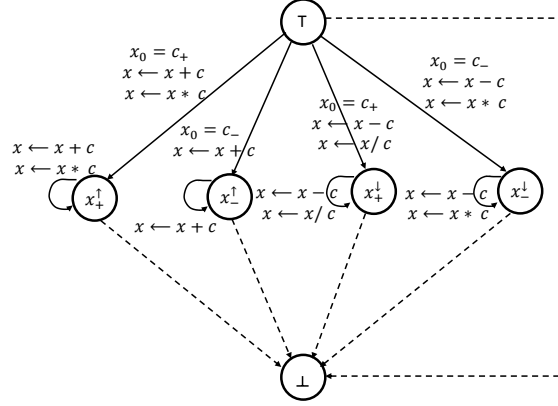 ⊤
x₀ = c₊
x ← x + c
x ← x * c
x₀ = c₋
x ← x + c
x₀ = c₊
x ← x − c
x ← x/ c
x₀ = c₋
x ← x − c
x ← x * c
x ← x + c
x ← x * c
x₊↑
x ← x + c
x₋↑
x ← x − c
x ← x/ c
x₊↓
x ← x − c
x ← x * c
x₋↓
⊥